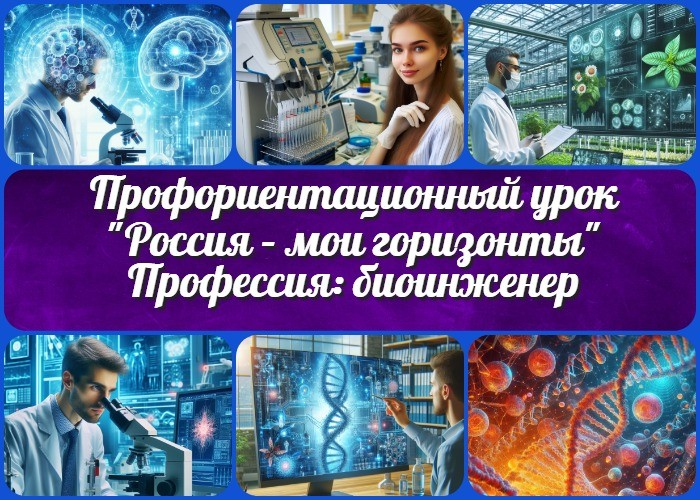 Профориентационный урок
"Россия – мои горизонты"
Профессия: биоинженер